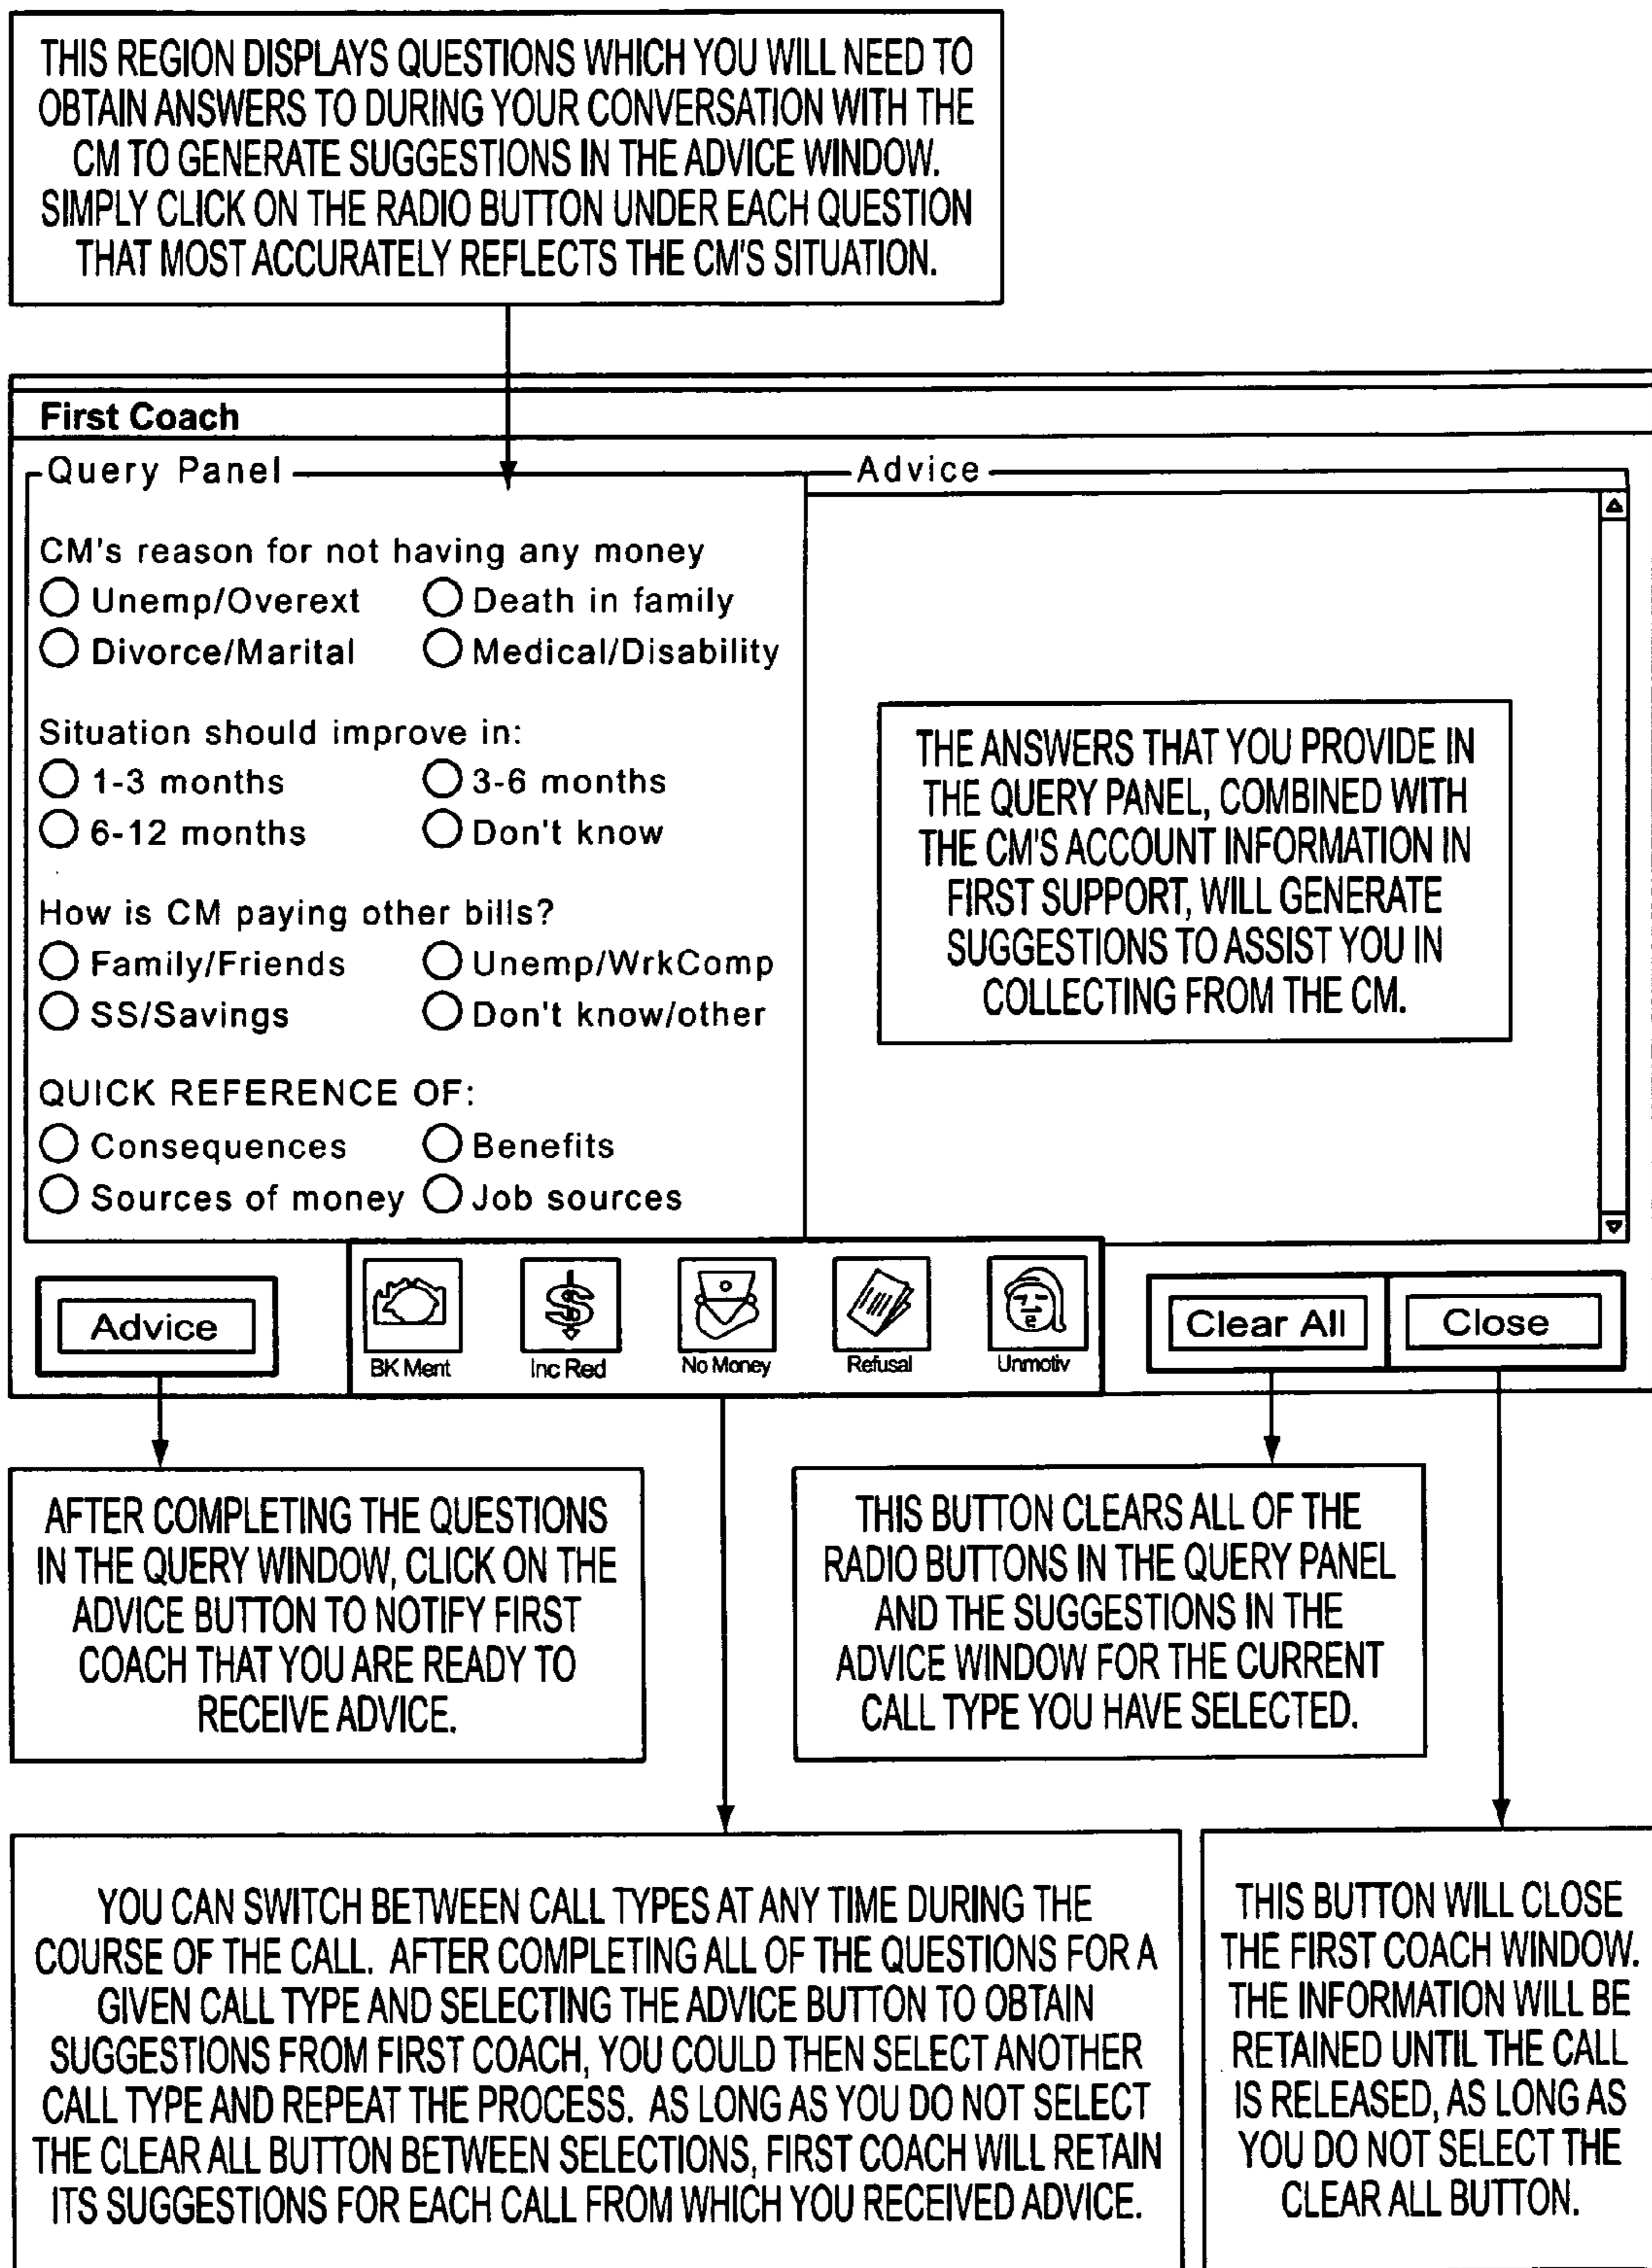 THIS REGION DISPLAYS QUESTIONS WHICH YOU WILL NEED TO
OBTAIN ANSWERS TO DURING YOUR CONVERSATION WITH THE
CM TO GENERATE SUGGESTIONS IN THE ADVICE WINDOW.
SIMPLY CLICK ON THE RADIO BUTTON UNDER EACH QUESTION
THAT MOST ACCURATELY REFLECTS THE CM'S SITUATION.
First Coach
Query Panel
CM's reason for not having any money
Unemp/Overext Death in family
Divorce/Marital Medical/Disability
Situation should improve in:
1-3 months 3-6 months
6-12 months Don't know
How is CM paying other bills?
Family/Friends Unemp/WrkComp
SS/Savings Don't know/other
QUICK REFERENCE OF:
Consequences Benefits
Sources of money Job sources
Advice
THE ANSWERS THAT YOU PROVIDE IN
THE QUERY PANEL, COMBINED WITH
THE CM'S ACCOUNT INFORMATION IN
FIRST SUPPORT, WILL GENERATE
SUGGESTIONS TO ASSIST YOU IN
COLLECTING FROM THE CM.
Advice
BK Ment Inc Red No Money Refusal Unmotiv
Clear All Close
AFTER COMPLETING THE QUESTIONS
IN THE QUERY WINDOW, CLICK ON THE
ADVICE BUTTON TO NOTIFY FIRST
COACH THAT YOU ARE READY TO
RECEIVE ADVICE.
THIS BUTTON CLEARS ALL OF THE
RADIO BUTTONS IN THE QUERY PANEL
AND THE SUGGESTIONS IN THE
ADVICE WINDOW FOR THE CURRENT
CALL TYPE YOU HAVE SELECTED.
YOU CAN SWITCH BETWEEN CALL TYPES AT ANY TIME DURING THE
COURSE OF THE CALL. AFTER COMPLETING ALL OF THE QUESTIONS FOR A
GIVEN CALL TYPE AND SELECTING THE ADVICE BUTTON TO OBTAIN
SUGGESTIONS FROM FIRST COACH, YOU COULD THEN SELECT ANOTHER
CALL TYPE AND REPEAT THE PROCESS. AS LONG AS YOU DO NOT SELECT
THE CLEAR ALL BUTTON BETWEEN SELECTIONS, FIRST COACH WILL RETAIN
ITS SUGGESTIONS FOR EACH CALL FROM WHICH YOU RECEIVED ADVICE.
THIS BUTTON WILL CLOSE
THE FIRST COACH WINDOW.
THE INFORMATION WILL BE
RETAINED UNTIL THE CALL
IS RELEASED, AS LONG AS
YOU DO NOT SELECT THE
CLEAR ALL BUTTON.